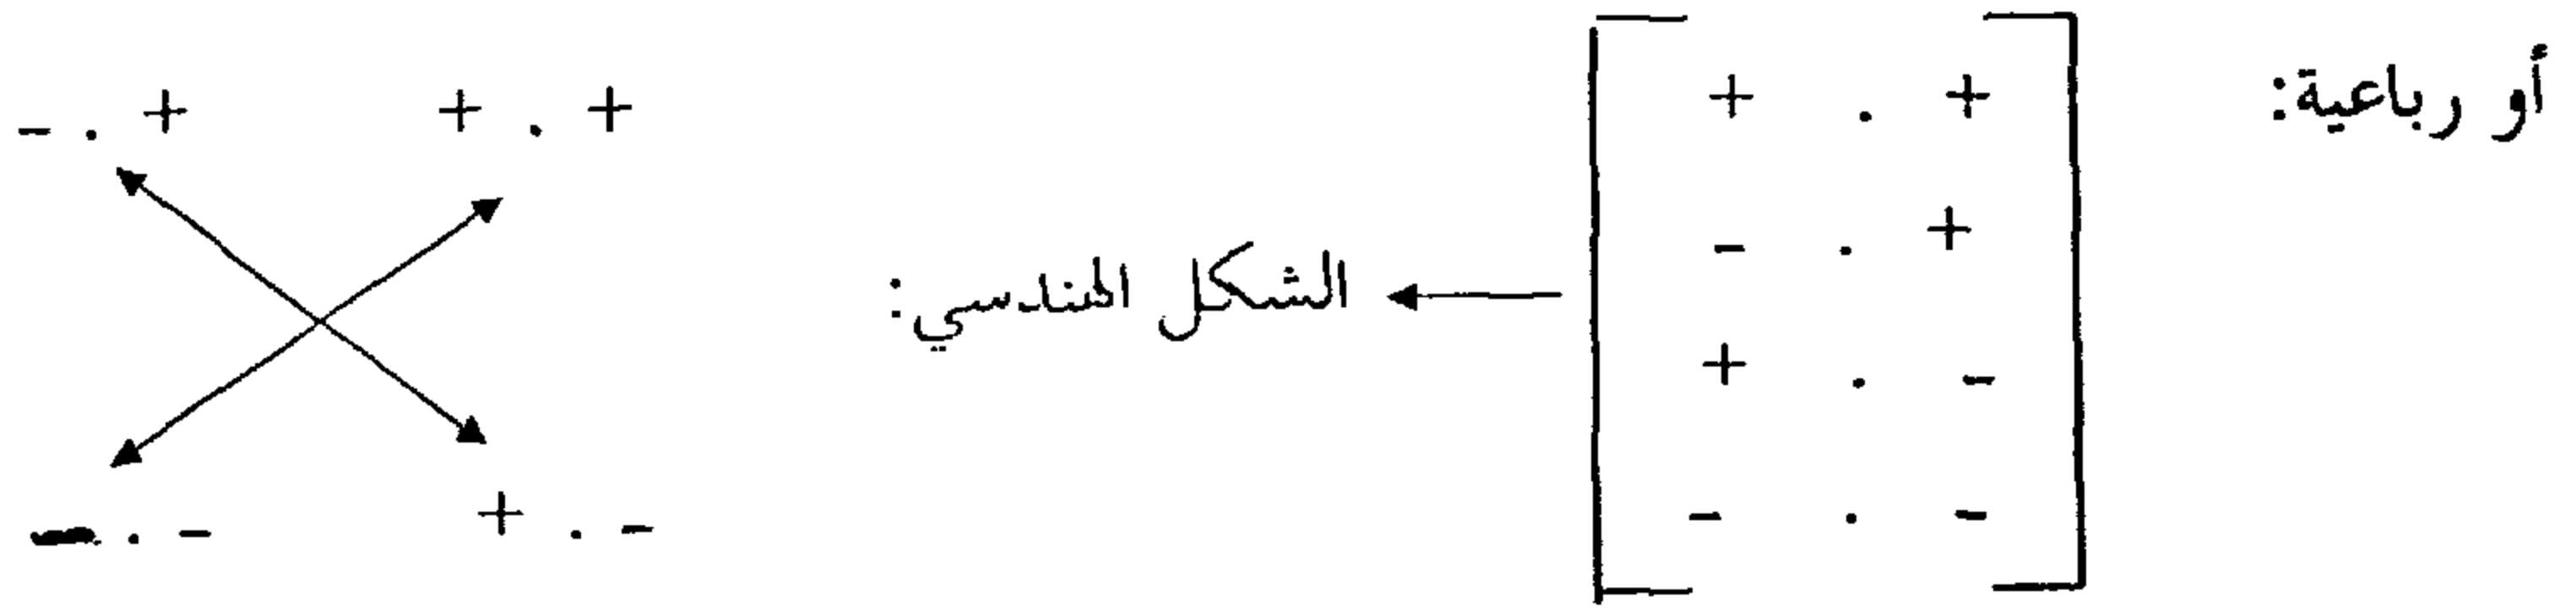 أو رباعية:
+ . +
- . +
+ . -
- . -
الشكل الهندسي:
- . +    + . +
- . -    + . -